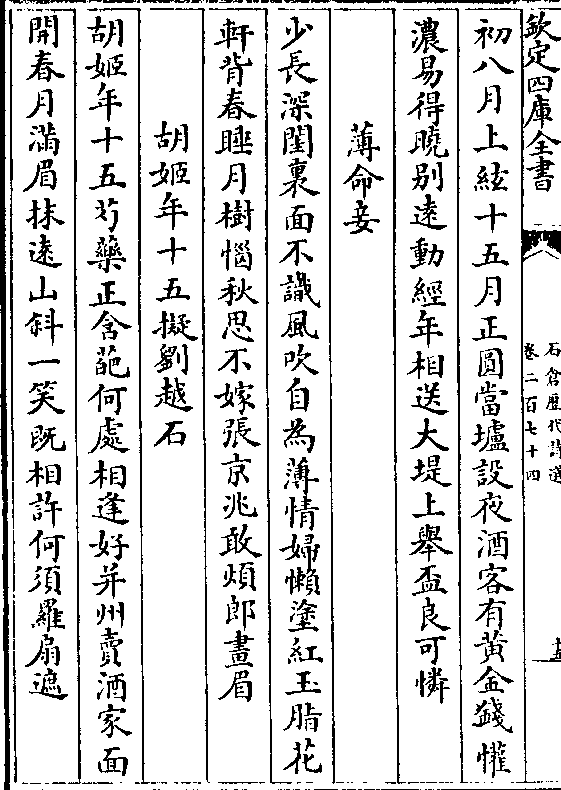 欽定四庫全書
石倉歷代詩選
卷二百七十四
初八月上絃十五月正圓當壚設夜酒客有黃金錢懽
濃易得曉别遠動經年相送大堤上舉盃良可憐
薄命妾
少長深閨裏面不識風吹自為薄情婦懶塗紅玉脂花
軒背春睡月樹惱秋思不嫁張京兆敢煩郎畫眉
胡姬年十五擬劉越石
胡姬年十五芍藥正含葩何處相逢好并州賣酒家面
開春月滿眉抹遠山斜一笑既相許何須羅扇遮